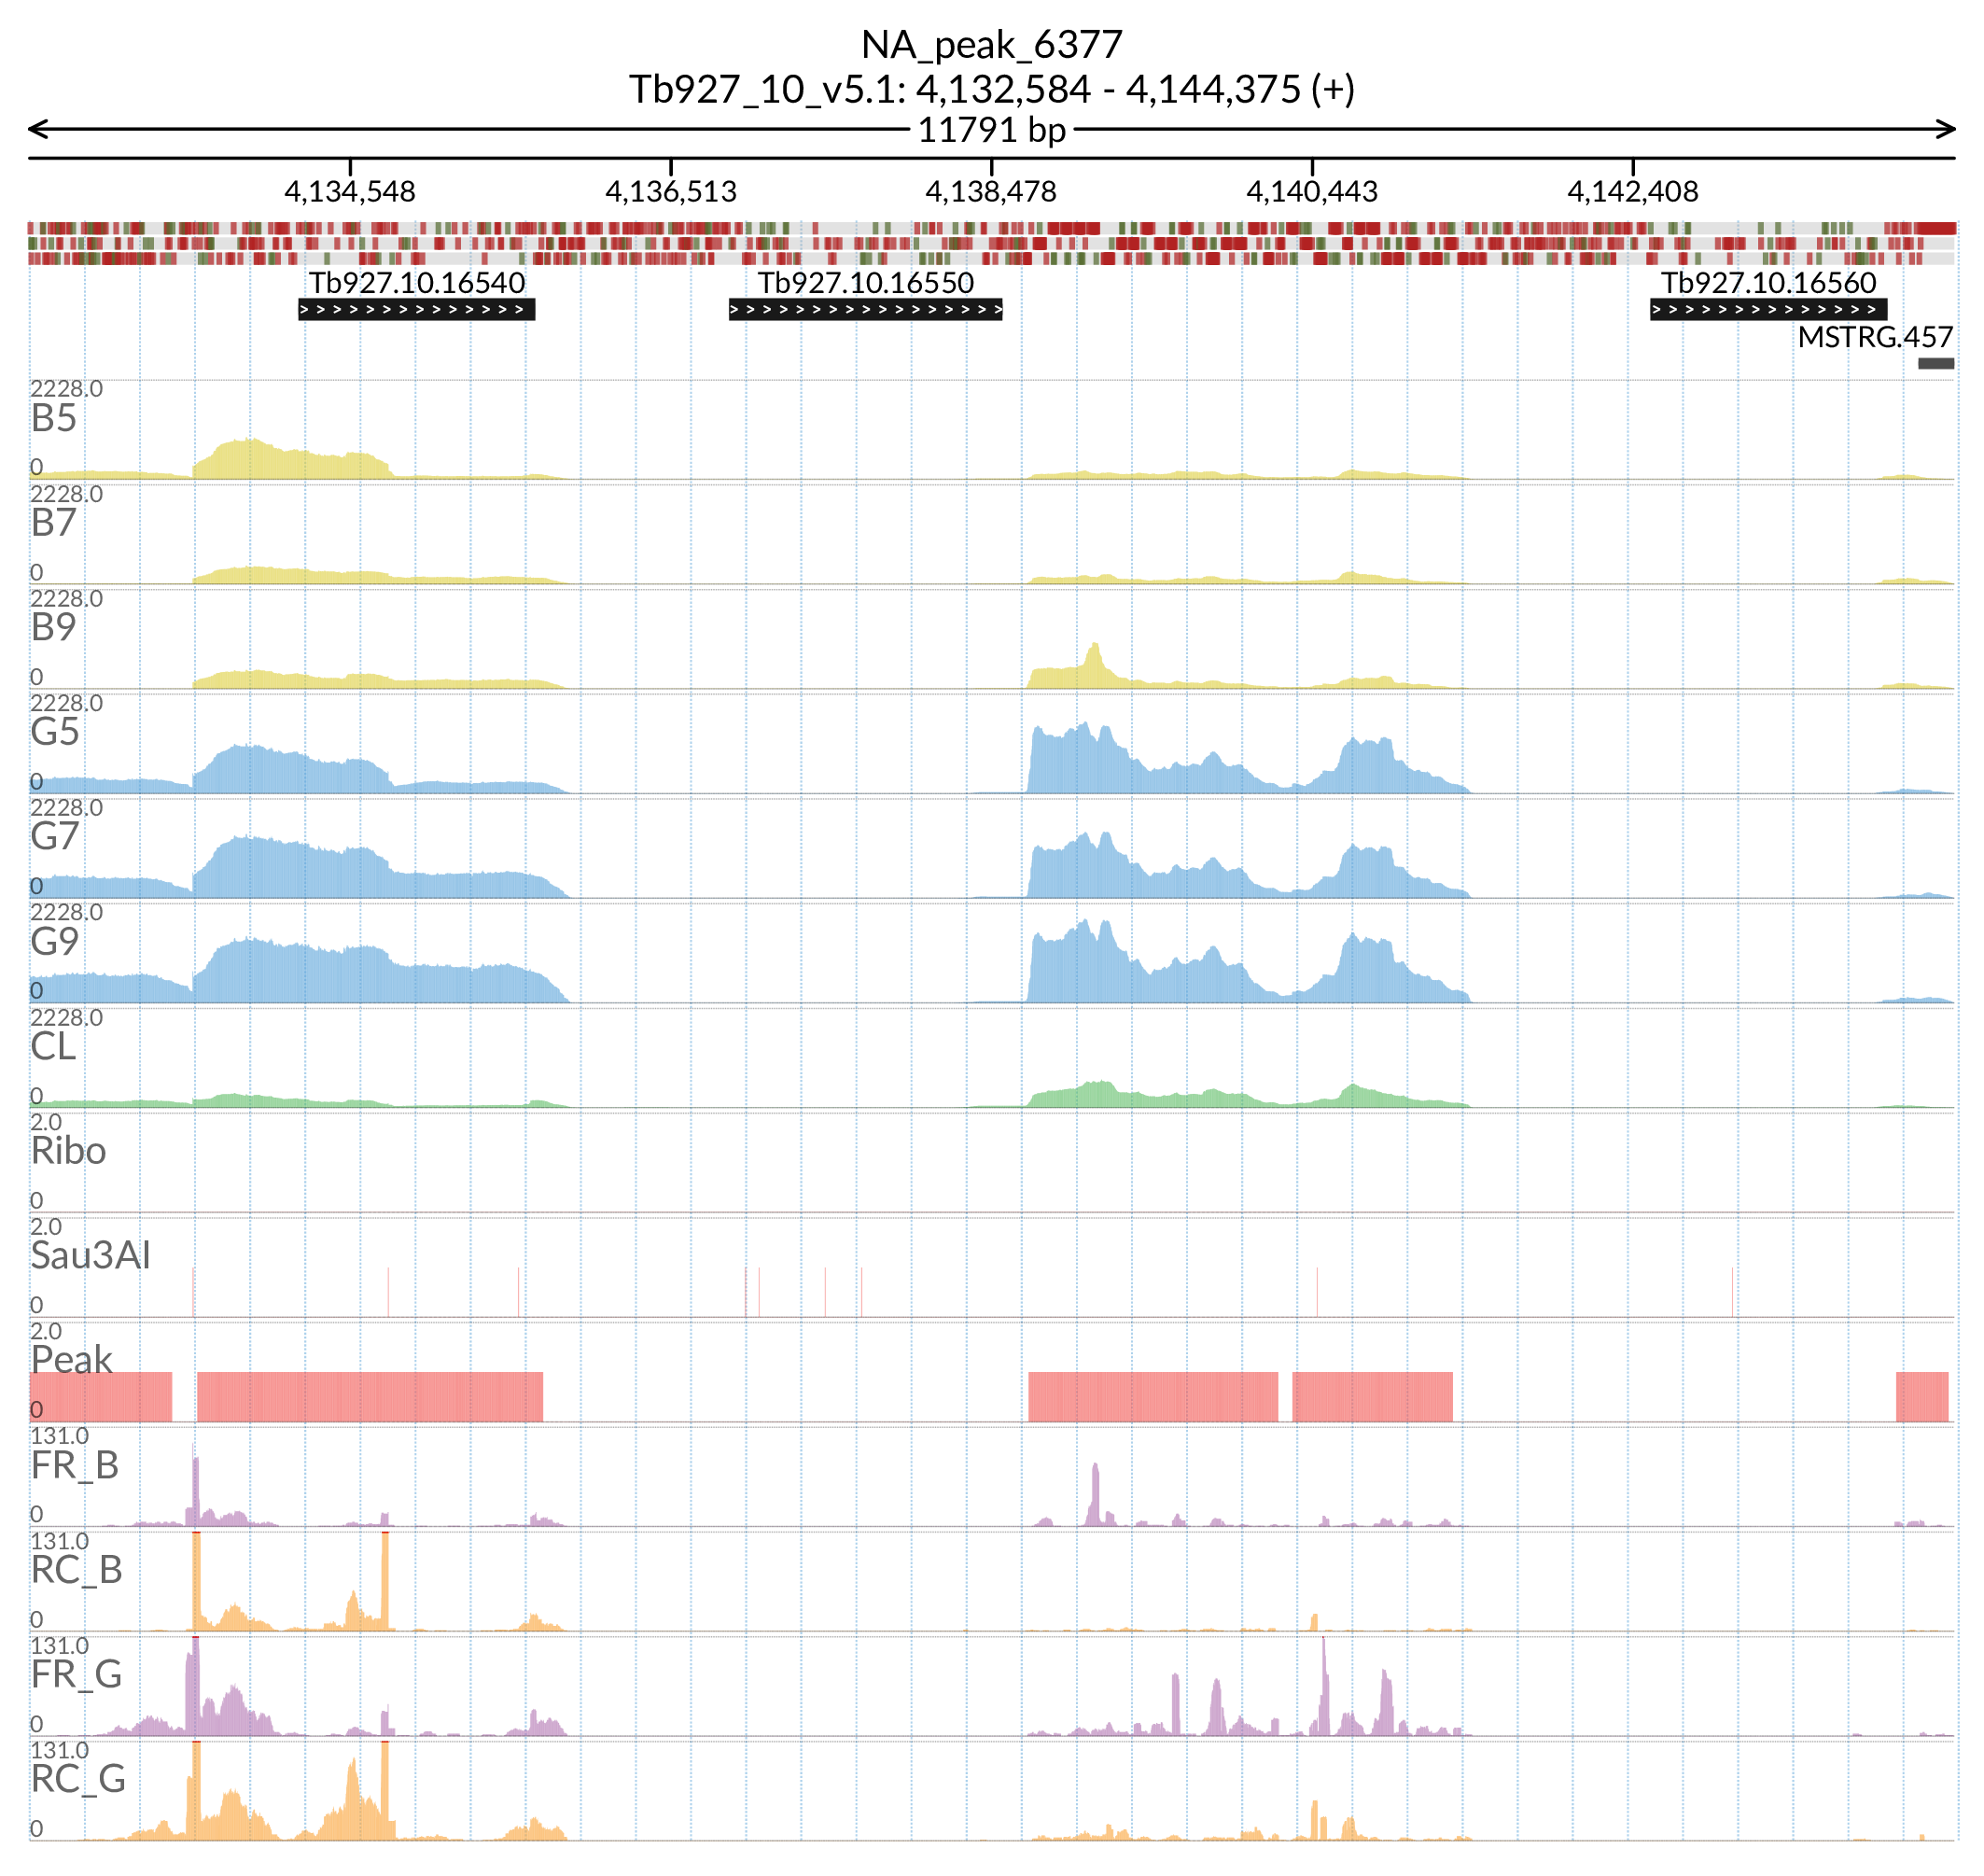 NA_peak_6377
Tb927_10_v5.1: 4,132,584 - 4,144,375 (+)
11791 bp
4,134,548 4,136,513 4,138,478 4,140,443 4,142,408
Tb927.10.16540 Tb927.10.16550 Tb927.10.16560
MSTRG.457
2228.0
B5
0
2228.0
B7
0
2228.0
B9
0
2228.0
G5
0
2228.0
G7
0
2228.0
G9
0
2228.0
CL
0
2.0
Ribo
0
2.0
Sau3AI
0
2.0
Peak
0
131.0
FR_B
0
131.0
RC_B
0
131.0
FR_G
0
131.0
RC_G
0